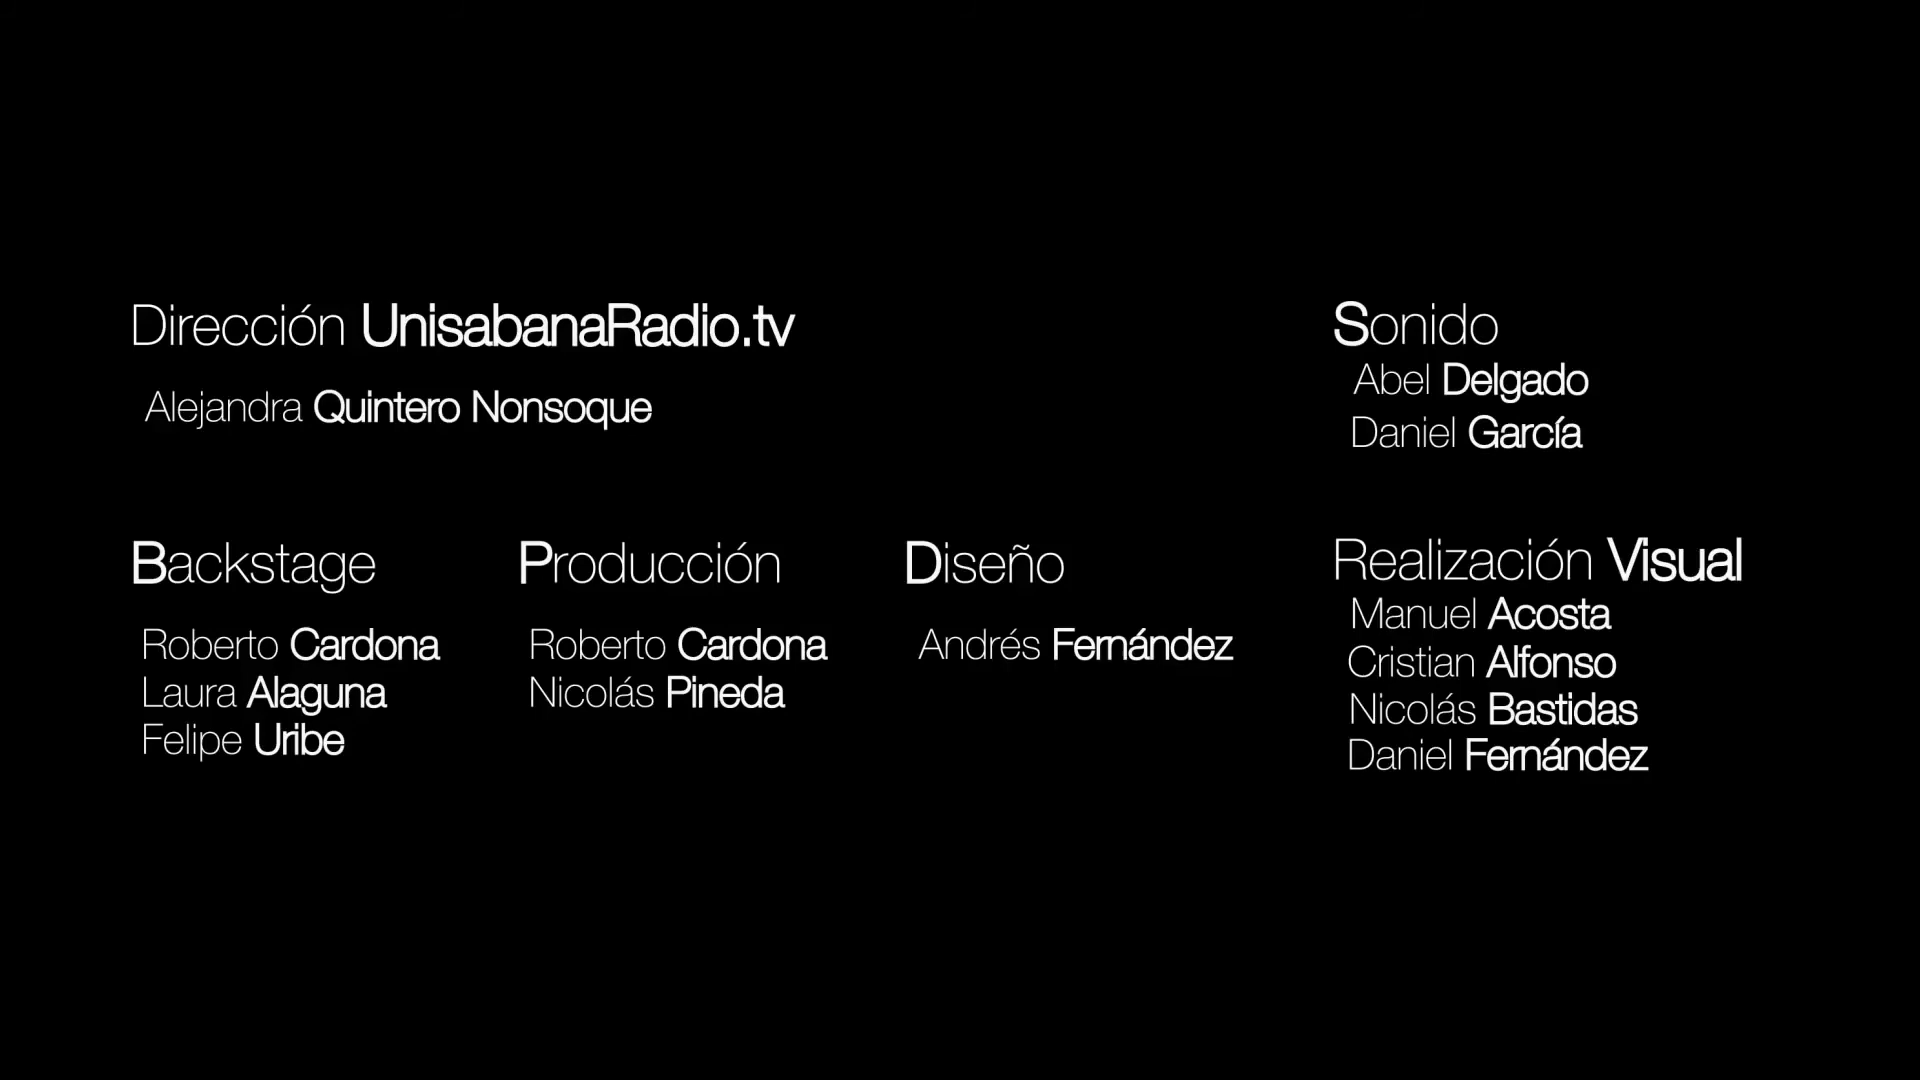 Dirección UnisabanaRadio.tv
Alejandra Quintero Nonsoque
Sonido
Abel Delgado
Daniel García
Backstage
Roberto Cardona
Laura Alaguna
Felipe Uribe
Producción
Roberto Cardona
Nicolás Pineda
Diseño
Andrés Fernández
Realización Visual
Manuel Acosta
Cristian Alfonso
Nicolás Bastidas
Daniel Fernández